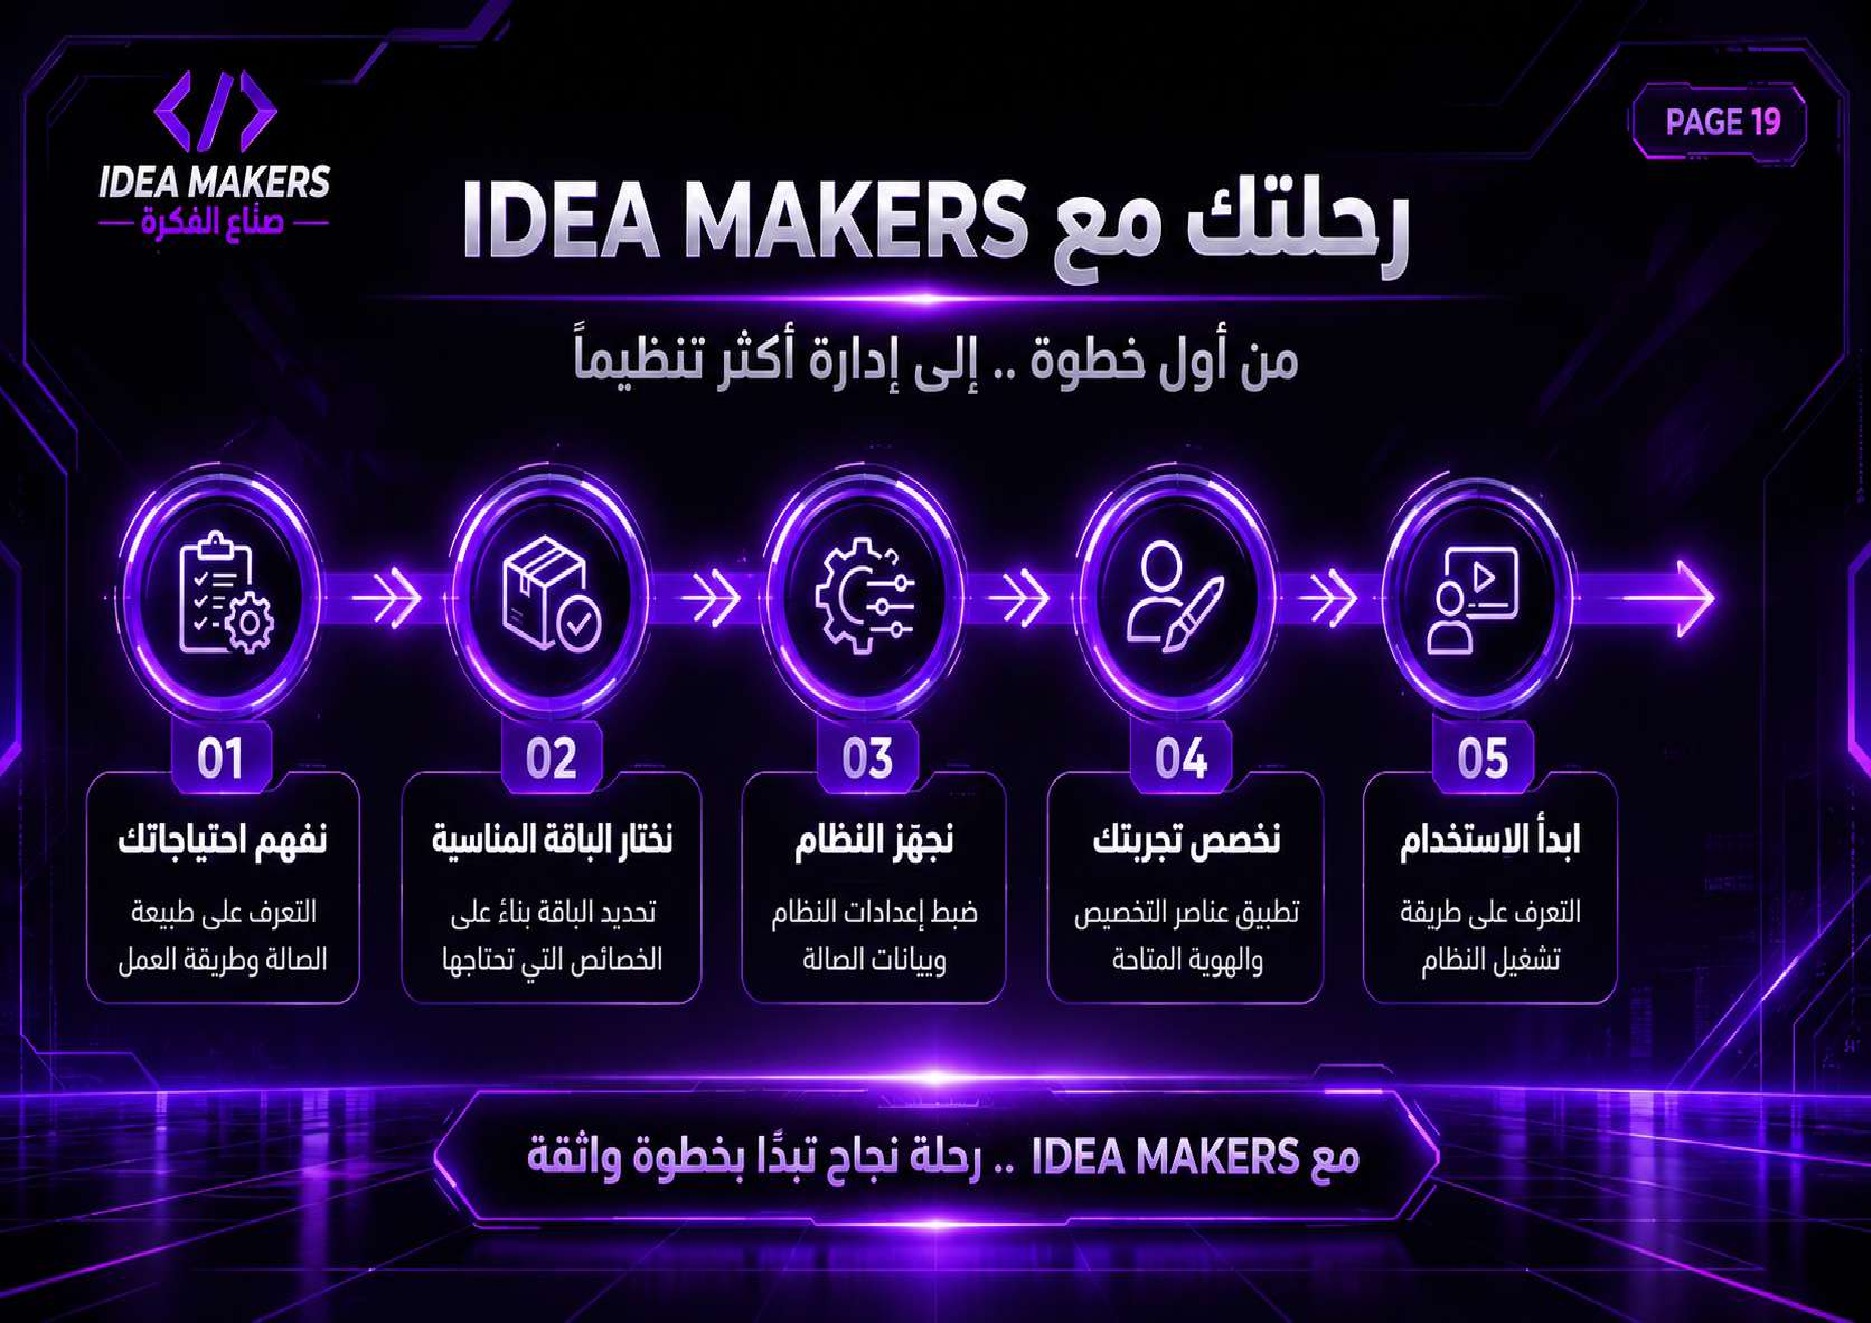 IDEA MAKERS
صناع الفكرة
PAGE 19
رحلتك مع IDEA MAKERS
من أول خطوة .. إلى إدارة أكثر تنظيماً
01
نفهم احتياجاتك
التعرف على طبيعة
الصالة وطريقة العمل
02
نختار الباقة المناسبة
تحديد الباقة بناءً على
الخصائص التي تحتاجها
03
نجهّز النظام
ضبط إعدادات النظام
وبيانات الصالة
04
نخصص تجربتك
تطبيق عناصر التخصيص
والهوية المتاحة
05
ابدأ الاستخدام
التعرف على طريقة
تشغيل النظام
مع IDEA MAKERS .. رحلة نجاح تبدًا بخطوة واثقة